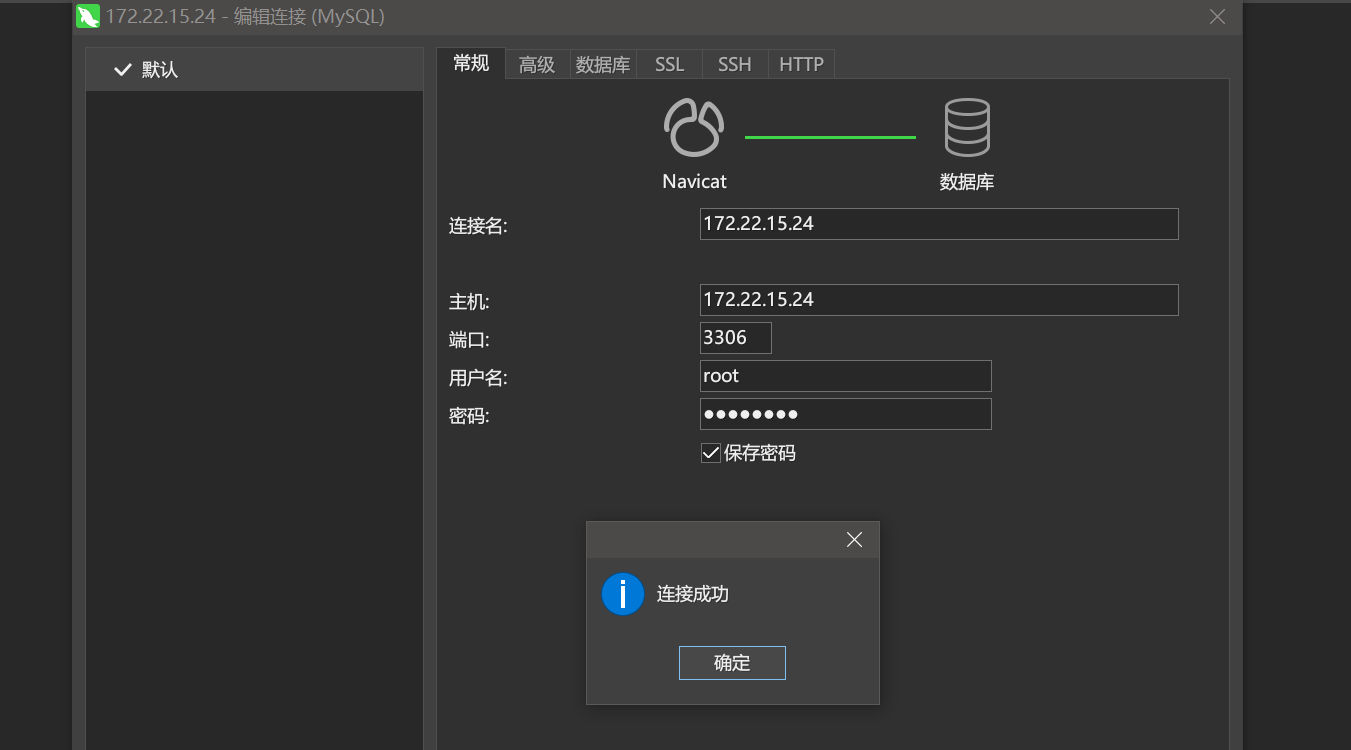 172.22.15.24 - 编辑连接 (MySQL)
默认
常规 高级 数据库 SSL SSH HTTP
Navicat 数据库
连接名: 172.22.15.24
主机: 172.22.15.24
端口: 3306
用户名: root
密码: ●●●●●●●●
保存密码
连接成功
确定